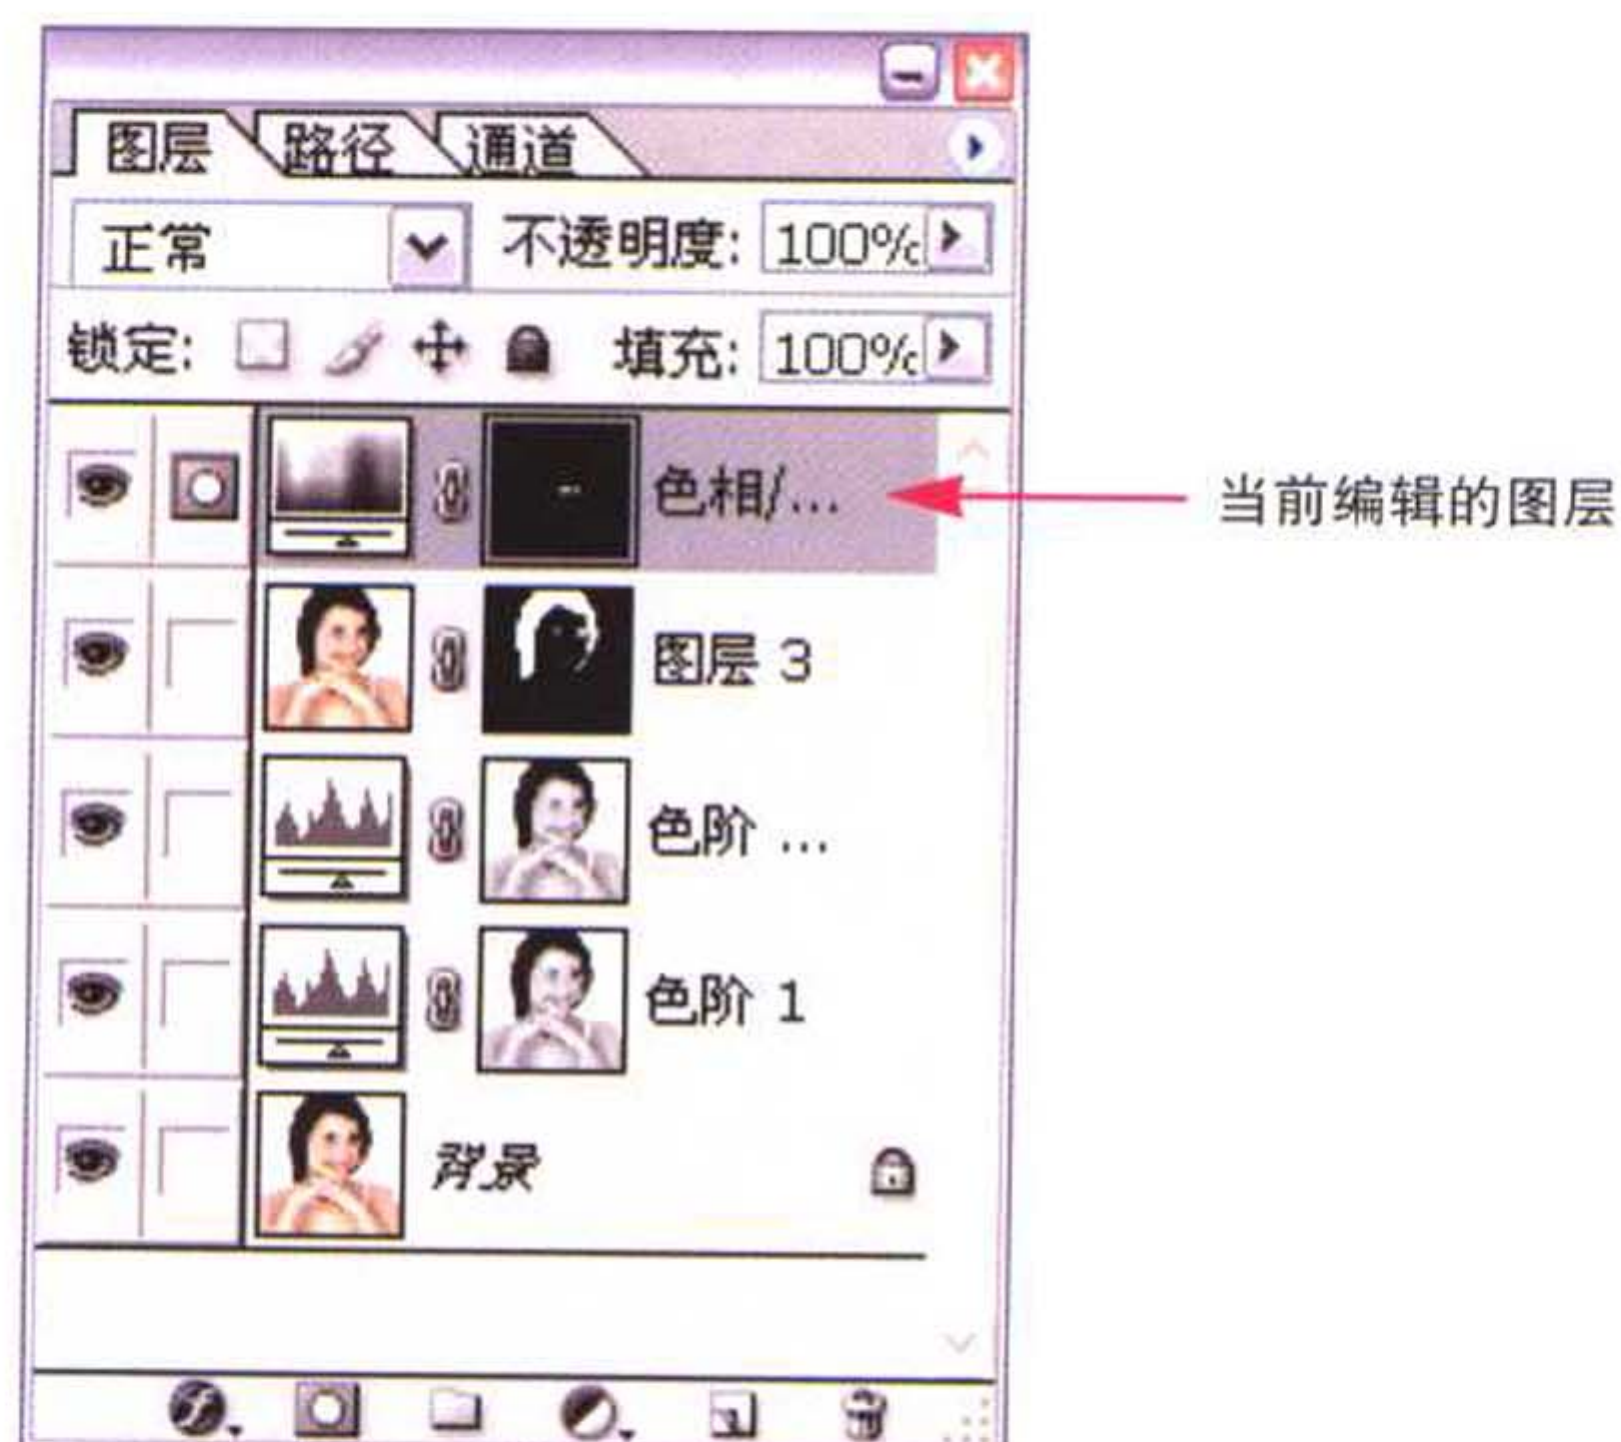 图层 路径 通道
正常 不透明度: 100%
锁定: 填充: 100%
色相/... 当前编辑的图层
图层 3
色阶 ...
色阶 1
背景